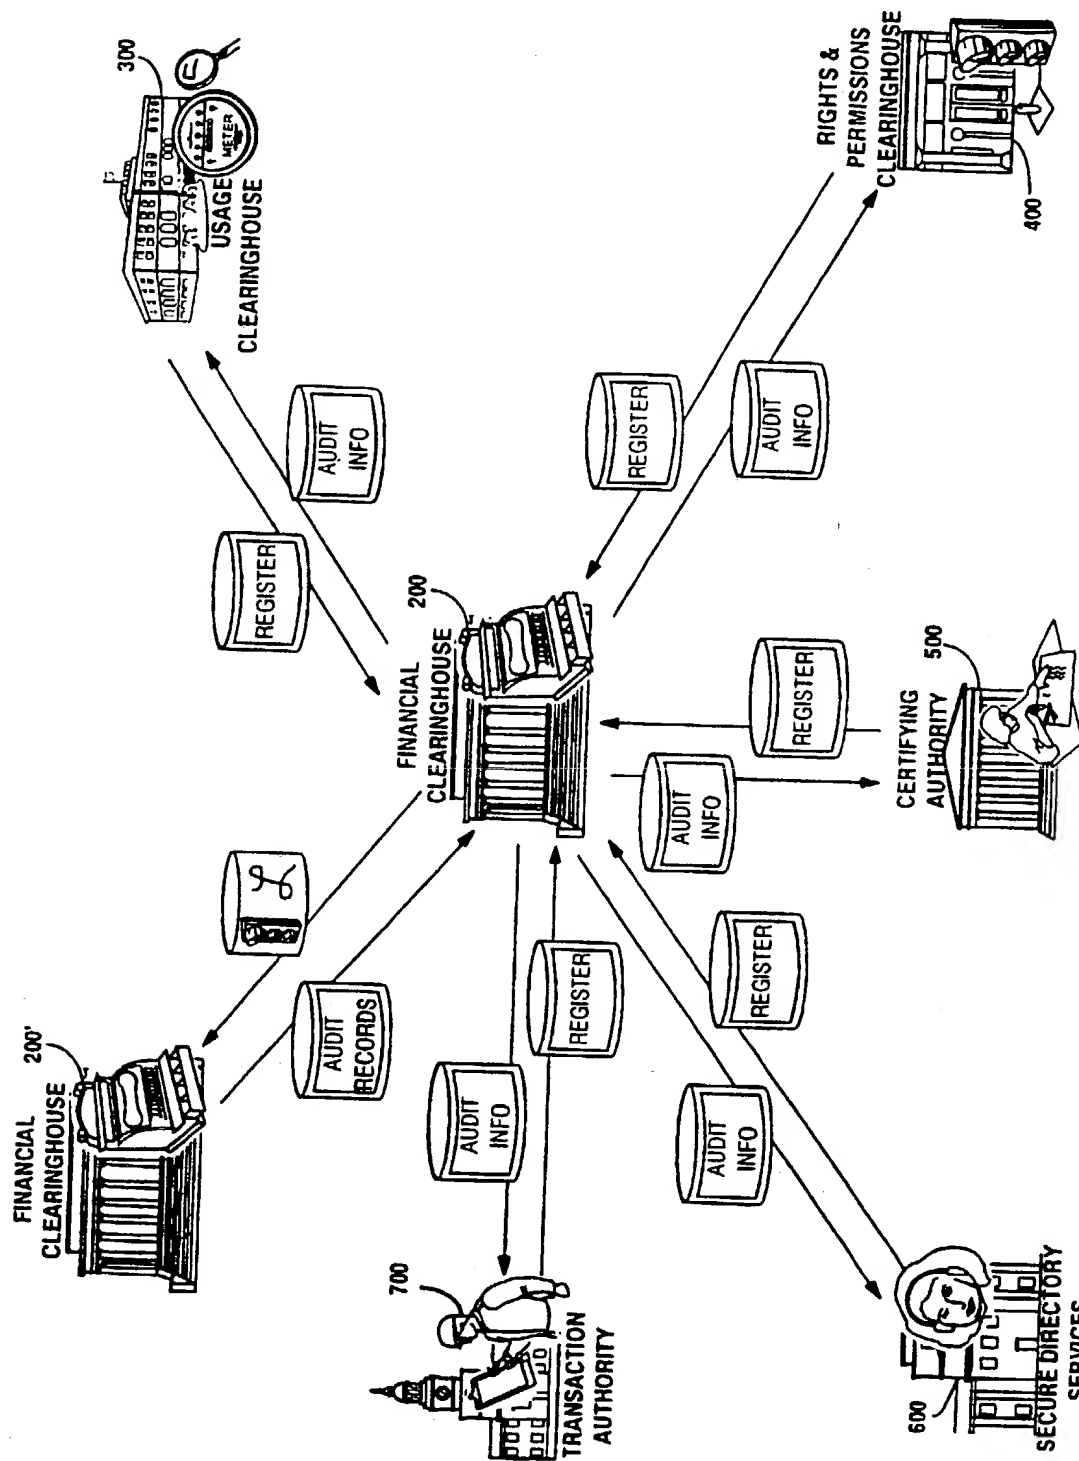 FINANCIAL
CLEARINGHOUSE
200'
300
METER
USAGE
CLEARINGHOUSE
REGISTER
AUDIT
INFO
AUDIT
RECORDS
700
TRANSACTION
AUTHORITY
FINANCIAL
CLEARINGHOUSE
200
AUDIT
INFO
REGISTER
REGISTER
AUDIT
INFO
AUDIT
INFO
REGISTER
AUDIT
INFO
REGISTER
RIGHTS &
PERMISSIONS
CLEARINGHOUSE
400
CERTIFYING
AUTHORITY
500
600
SECURE DIRECTORY
SERVICES